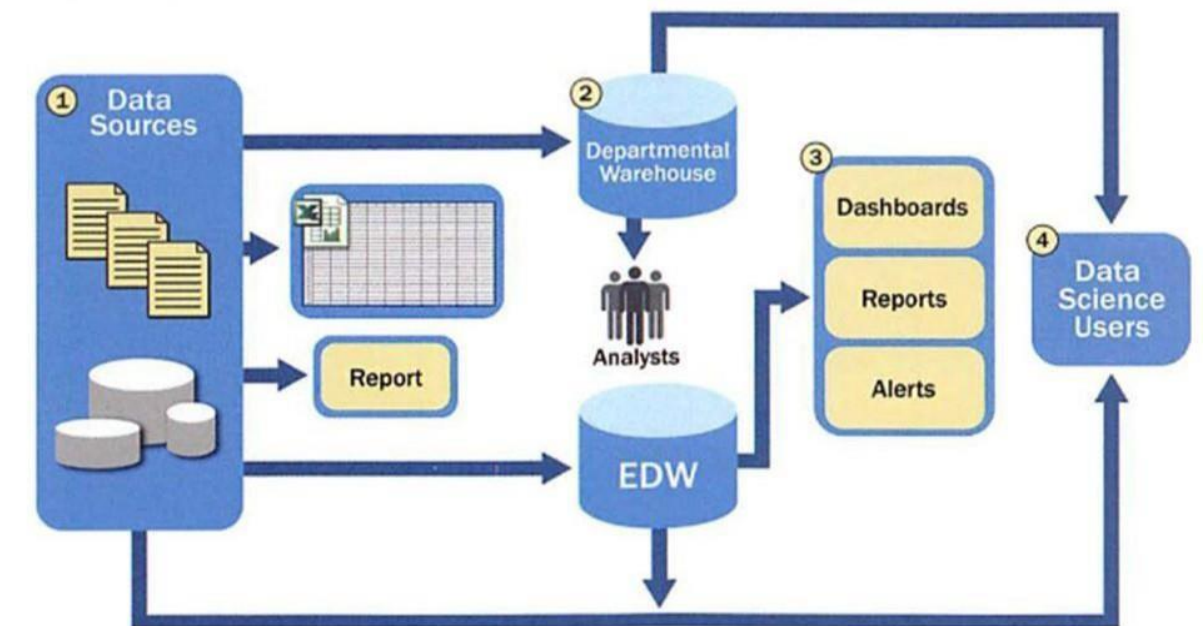 1
Data
Sources
2
Departmental
Warehouse
3
Dashboards
Reports
Alerts
4
Data
Science
Users
Analysts
Report
EDW